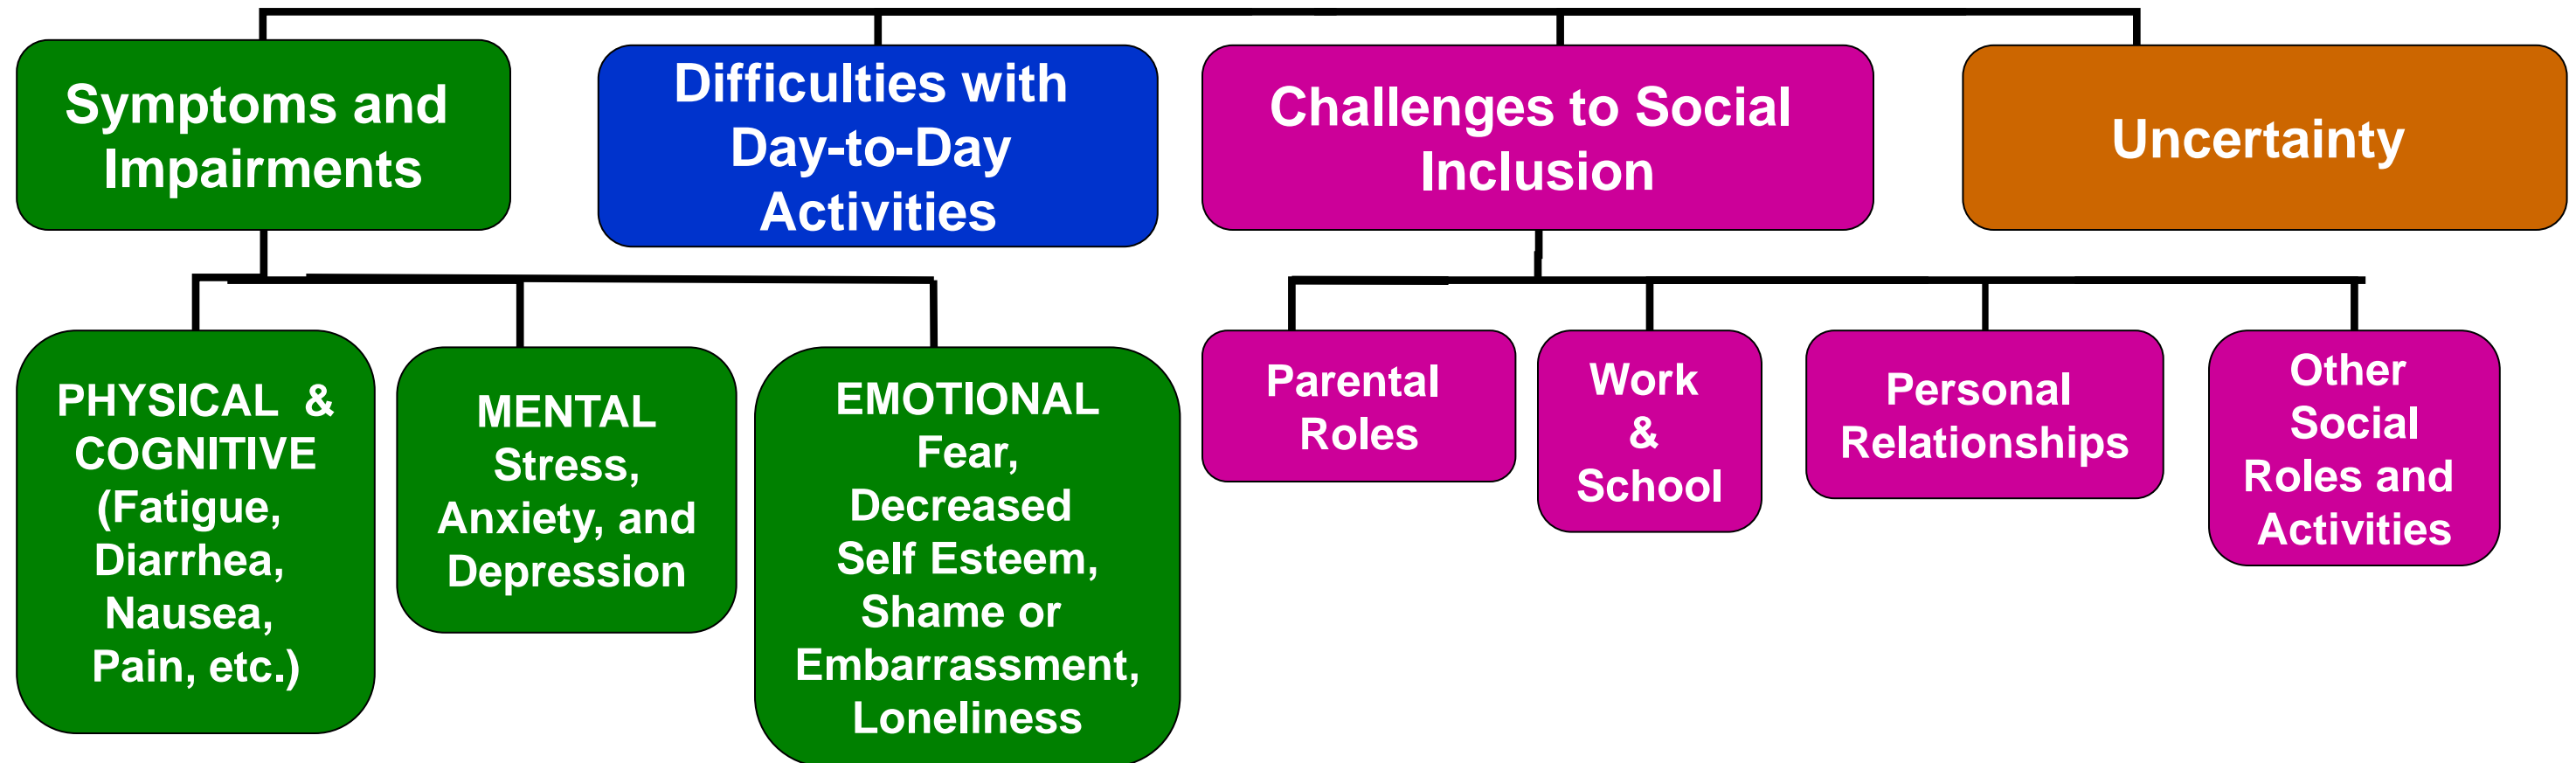 Symptoms and
Impairments
Difficulties with
Day-to-Day
Activities
Challenges to Social
Inclusion
Uncertainty
PHYSICAL &
COGNITIVE
(Fatigue,
Diarrhea,
Nausea,
Pain, etc.)
MENTAL
Stress,
Anxiety, and
Depression
EMOTIONAL
Fear,
Decreased
Self Esteem,
Shame or
Embarrassment,
Loneliness
Parental
Roles
Work
&
School
Personal
Relationships
Other
Social
Roles and
Activities